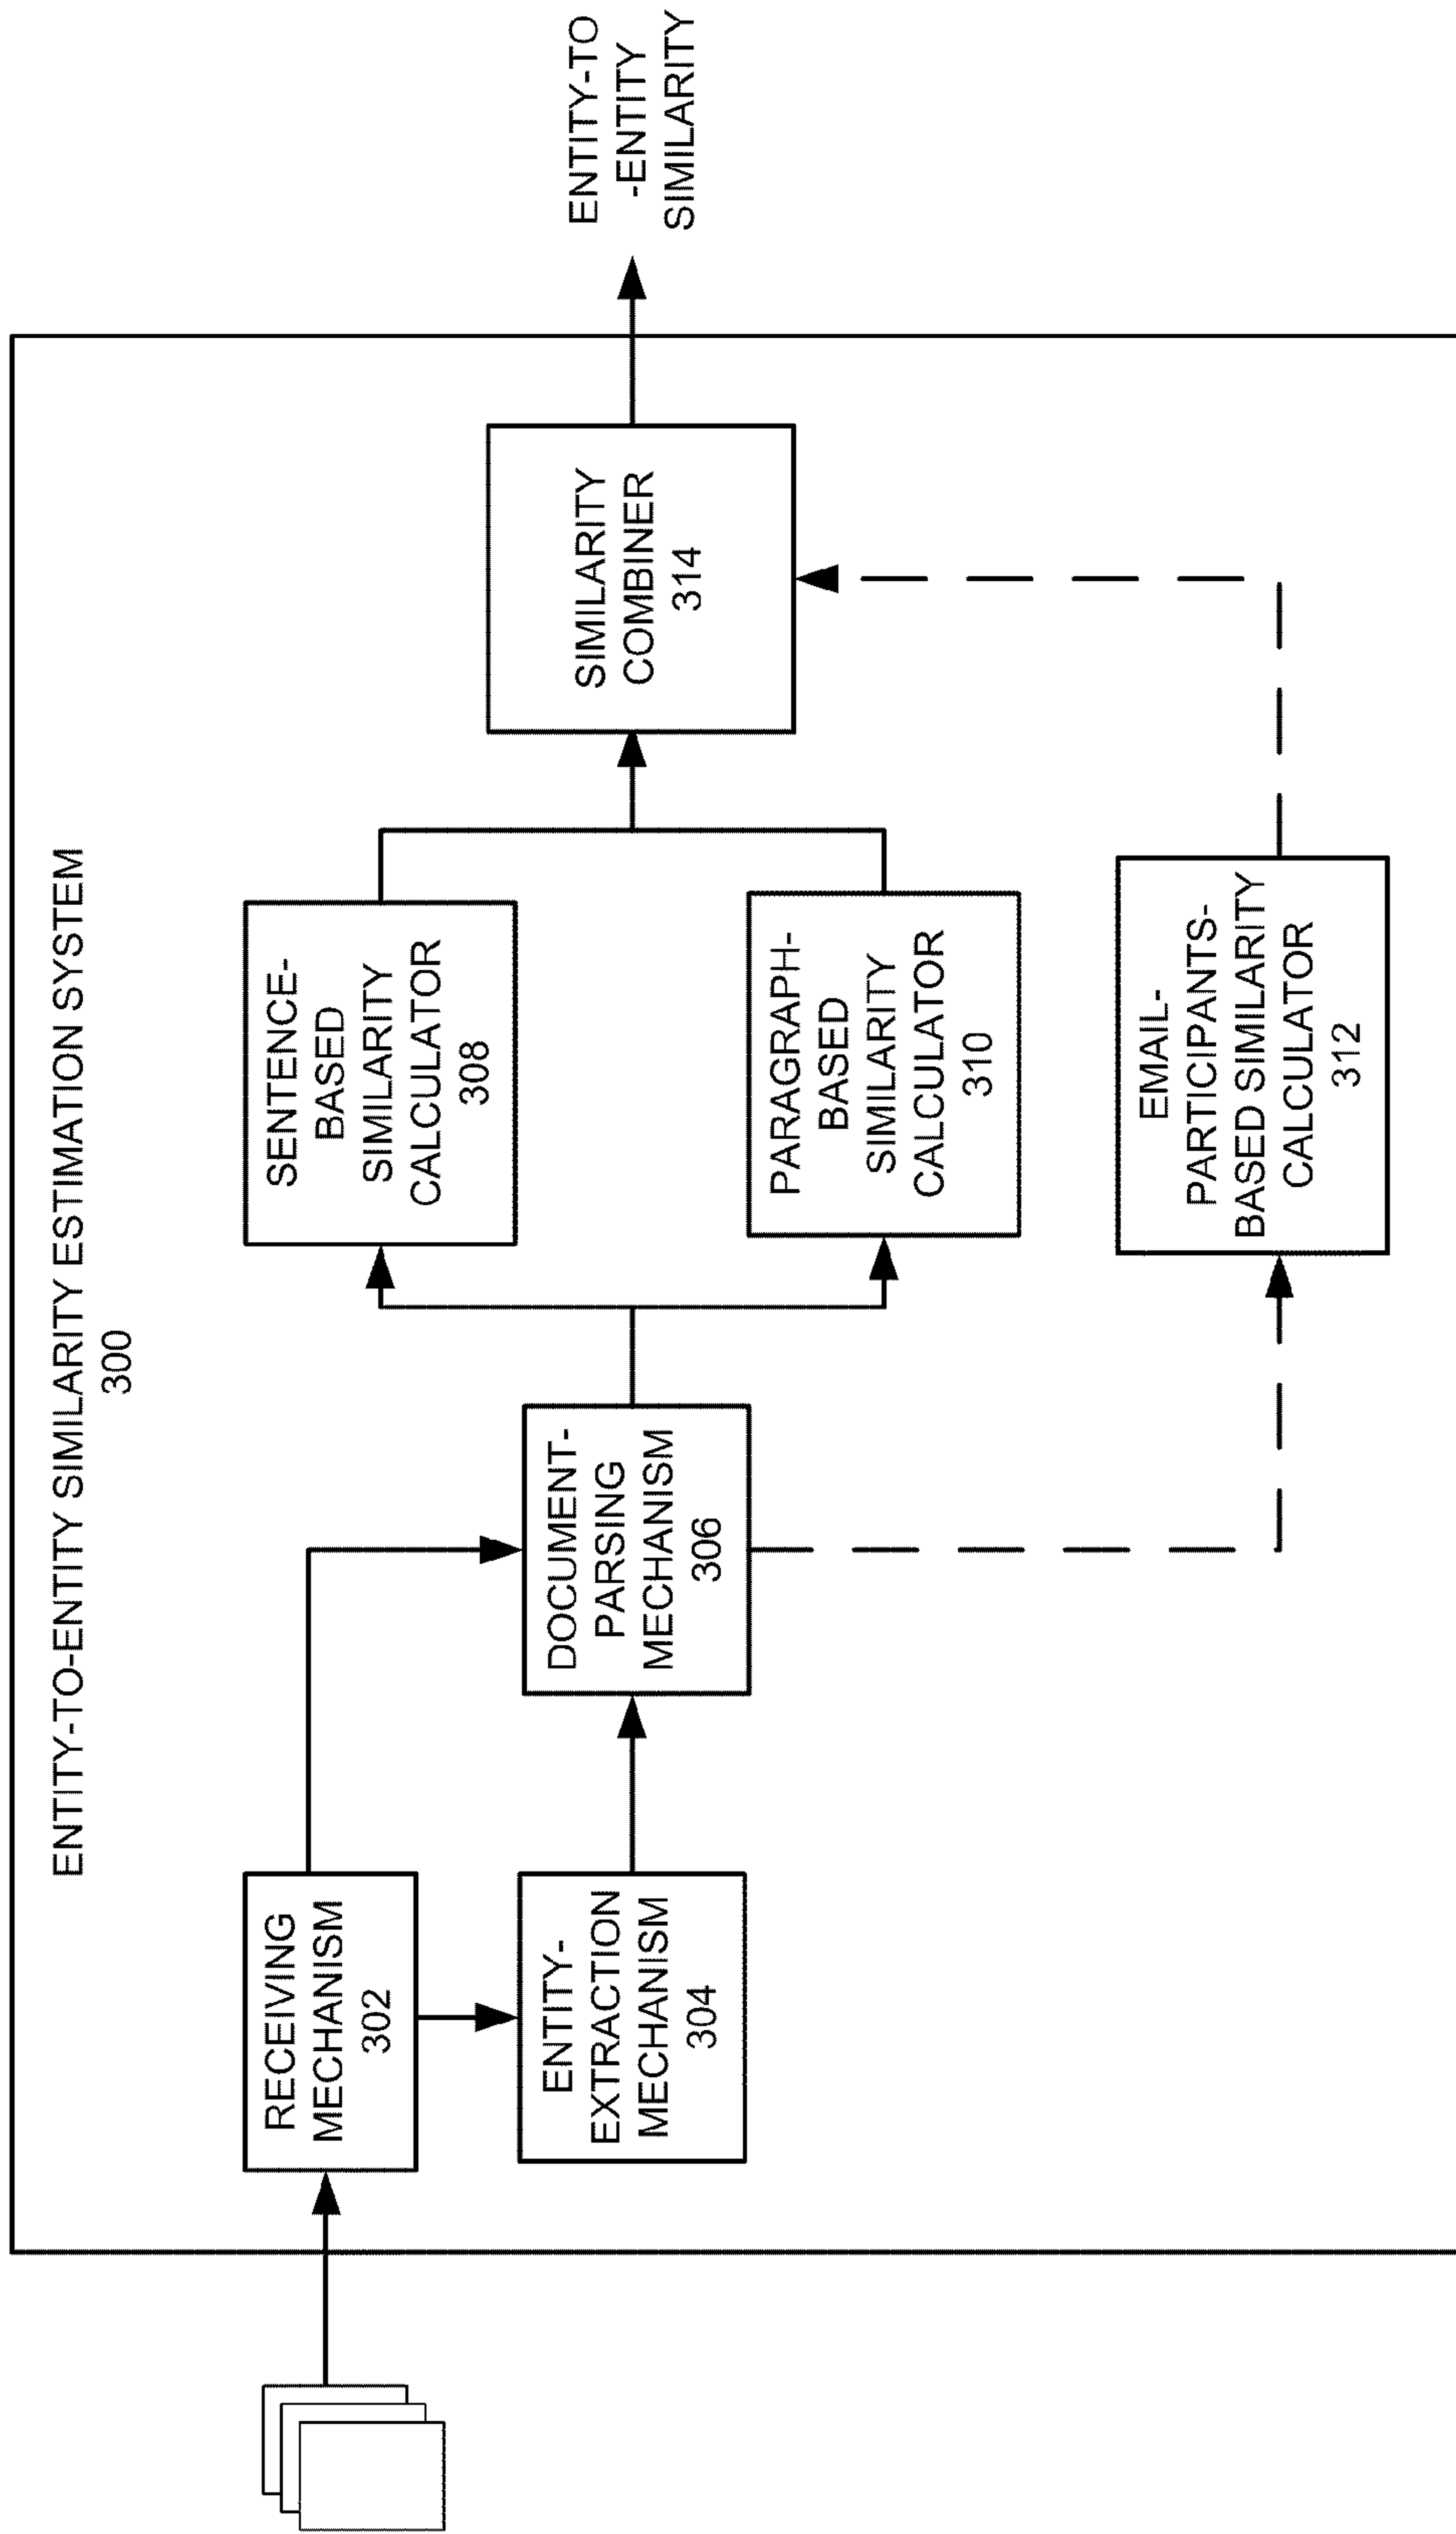 ENTITY-TO-ENTITY SIMILARITY ESTIMATION SYSTEM
300
RECEIVING
MECHANISM
302
ENTITY-
EXTRACTION
MECHANISM
304
DOCUMENT-
PARSING
MECHANISM
306
SENTENCE-
BASED
SIMILARITY
CALCULATOR
308
PARAGRAPH-
BASED
SIMILARITY
CALCULATOR
310
EMAIL-
PARTICIPANTS-
BASED SIMILARITY
CALCULATOR
312
SIMILARITY
COMBINER
314
ENTITY-TO
-ENTITY
SIMILARITY